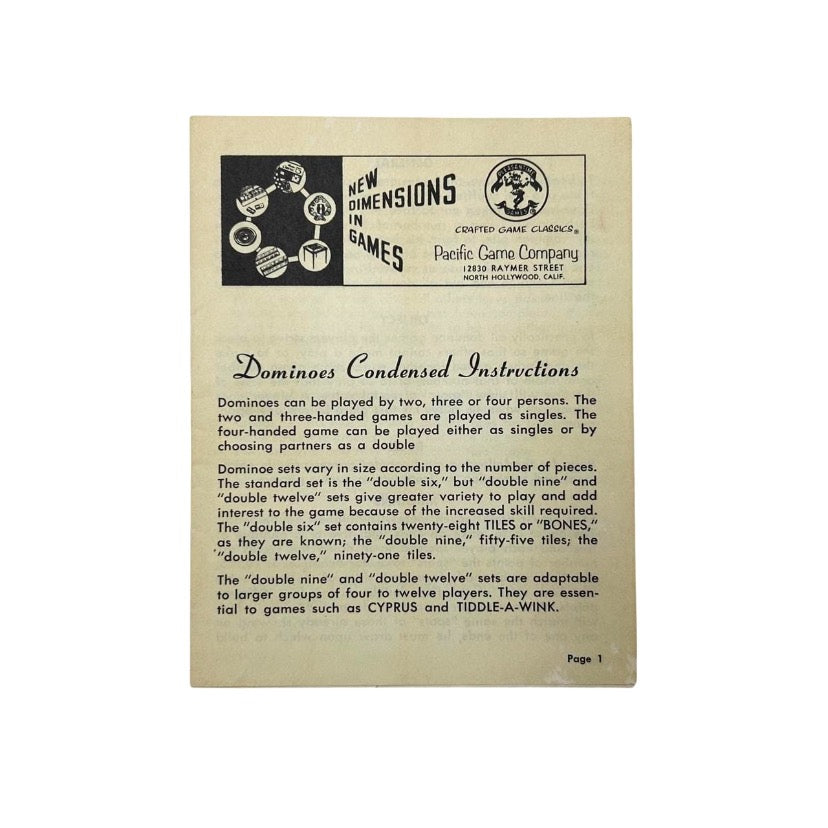 NEW
DIMENSIONS
IN
GAMES
GAMES
CRAFTED GAME CLASSICS®
Pacific Game Company
12830 RAYMER STREET
NORTH HOLLYWOOD, CALIF.
Dominoes Condensed Instructions
Dominoes can be played by two, three or four persons. The
two and three-handed games are played as singles. The
four-handed game can be played either as singles or by
choosing partners as a double
Dominoe sets vary in size according to the number of pieces.
The standard set is the "double six," but "double nine" and
"double twelve" sets give greater variety to play and add
interest to the game because of the increased skill required.
The "double six" set contains twenty-eight TILES or "BONES,"
as they are known; the "double nine," fifty-five tiles; the
"double twelve," ninety-one tiles.
The "double nine" and "double twelve" sets are adaptable
to larger groups of four to twelve players. They are essen-
tial to games such as CYPRUS and TIDDLE-A-WINK.
Page 1